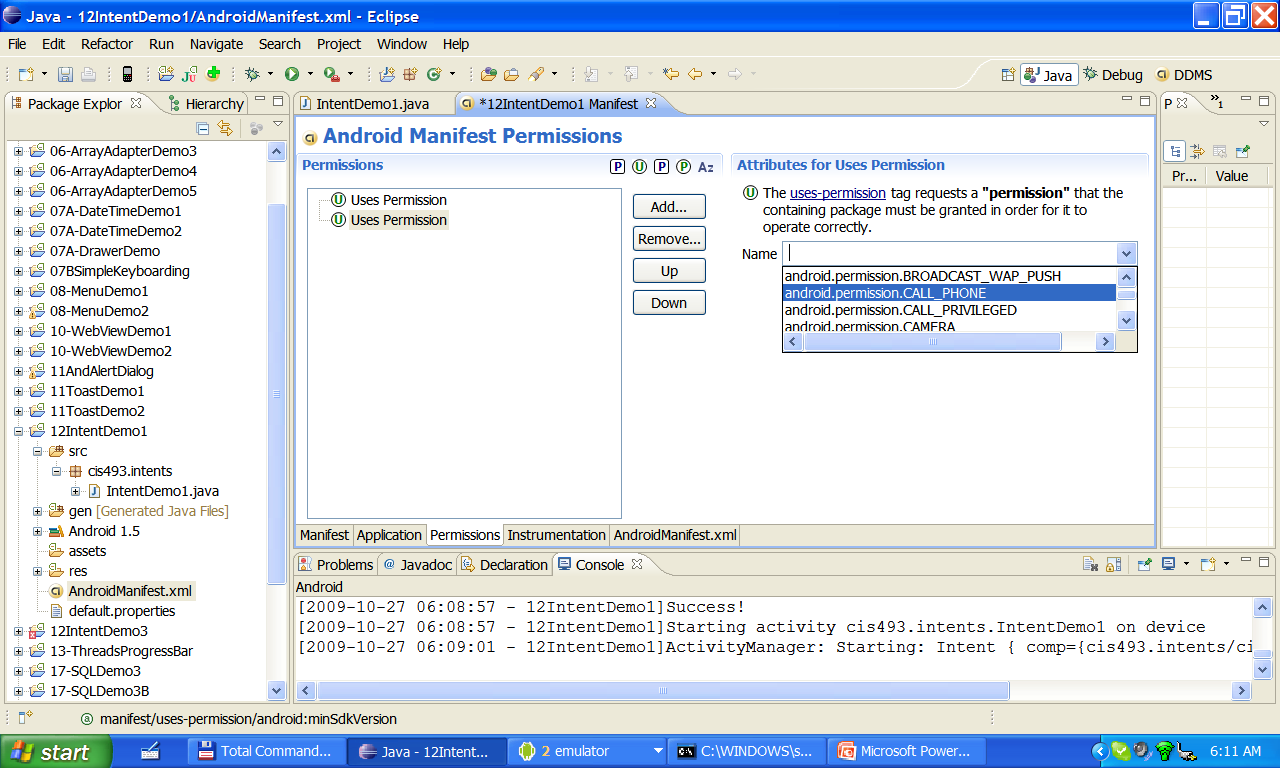 Java - 12IntentDemo1/AndroidManifest.xml - Eclipse
File Edit Refactor Run Navigate Search Project Window Help
Java Debug DDMS
Package Explor Hierarchy
06-ArrayAdapterDemo3
06-ArrayAdapterDemo4
06-ArrayAdapterDemo5
07A-DateTimeDemo1
07A-DateTimeDemo2
07A-DrawerDemo
07BSimpleKeyboarding
08-MenuDemo1
08-MenuDemo2
10-WebViewDemo1
10-WebViewDemo2
11AndAlertDialog
11ToastDemo1
11ToastDemo2
12IntentDemo1
src
cis493.intents
IntentDemo1.java
gen [Generated Java Files]
Android 1.5
assets
res
AndroidManifest.xml
default.properties
12IntentDemo3
13-ThreadsProgressBar
17-SQLDemo3
17-SQLDemo3B
IntentDemo1.java *12IntentDemo1 Manifest
Android Manifest Permissions
Permissions
P U P P Az
U Uses Permission
U Uses Permission
Add...
Remove...
Up
Down
Attributes for Uses Permission
U The uses-permission tag requests a "permission" that the
containing package must be granted in order for it to
operate correctly.
Name
android.permission.BROADCAST_WAP_PUSH
android.permission.CALL_PHONE
android.permission.CALL_PRIVILEGED
android.permission.CAMERA
Manifest Application Permissions Instrumentation AndroidManifest.xml
P »1
Pr... Value
Problems @ Javadoc Declaration Console
Android
[2009-10-27 06:08:57 - 12IntentDemo1]Success!
[2009-10-27 06:08:57 - 12IntentDemo1]Starting activity cis493.intents.IntentDemo1 on device
[2009-10-27 06:09:01 - 12IntentDemo1]ActivityManager: Starting: Intent { comp={cis493.intents/ci
manifest/uses-permission/android:minSdkVersion
start Total Command... Java - 12Intent... 2 emulator C:\WINDOWS\s... Microsoft Power... 6:11 AM